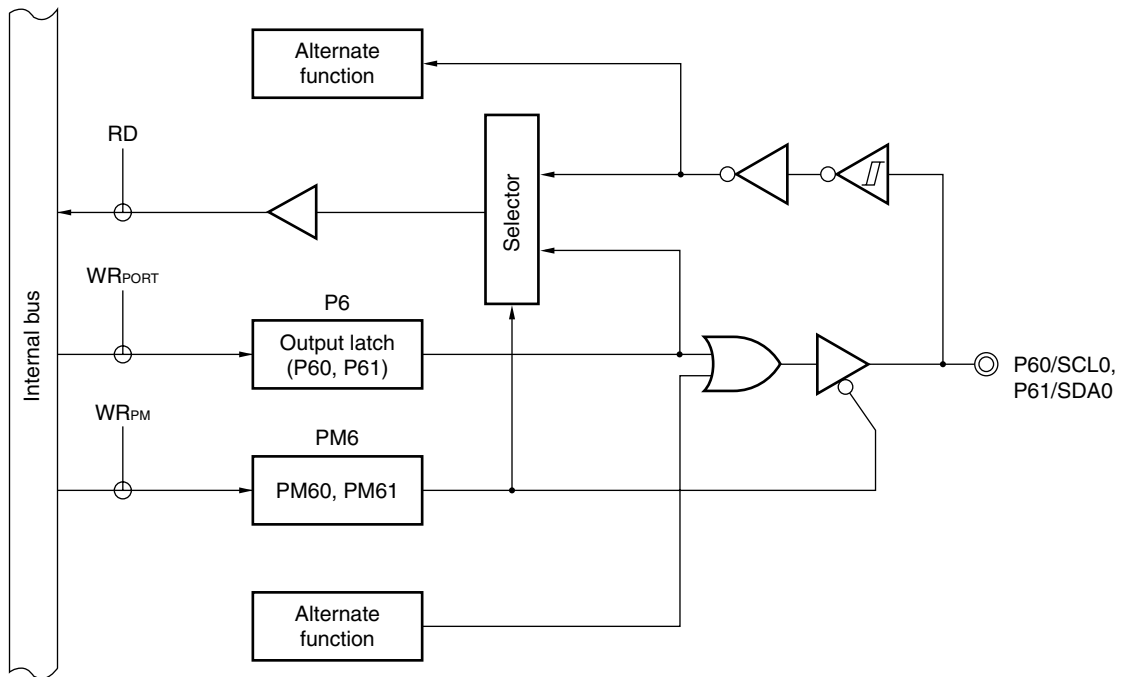 Alternate
function
RD
Selector
WRPORT
P6
Internal bus
Output latch
(P60, P61)
P60/SCL0,
P61/SDA0
WRPM
PM6
PM60, PM61
Alternate
function